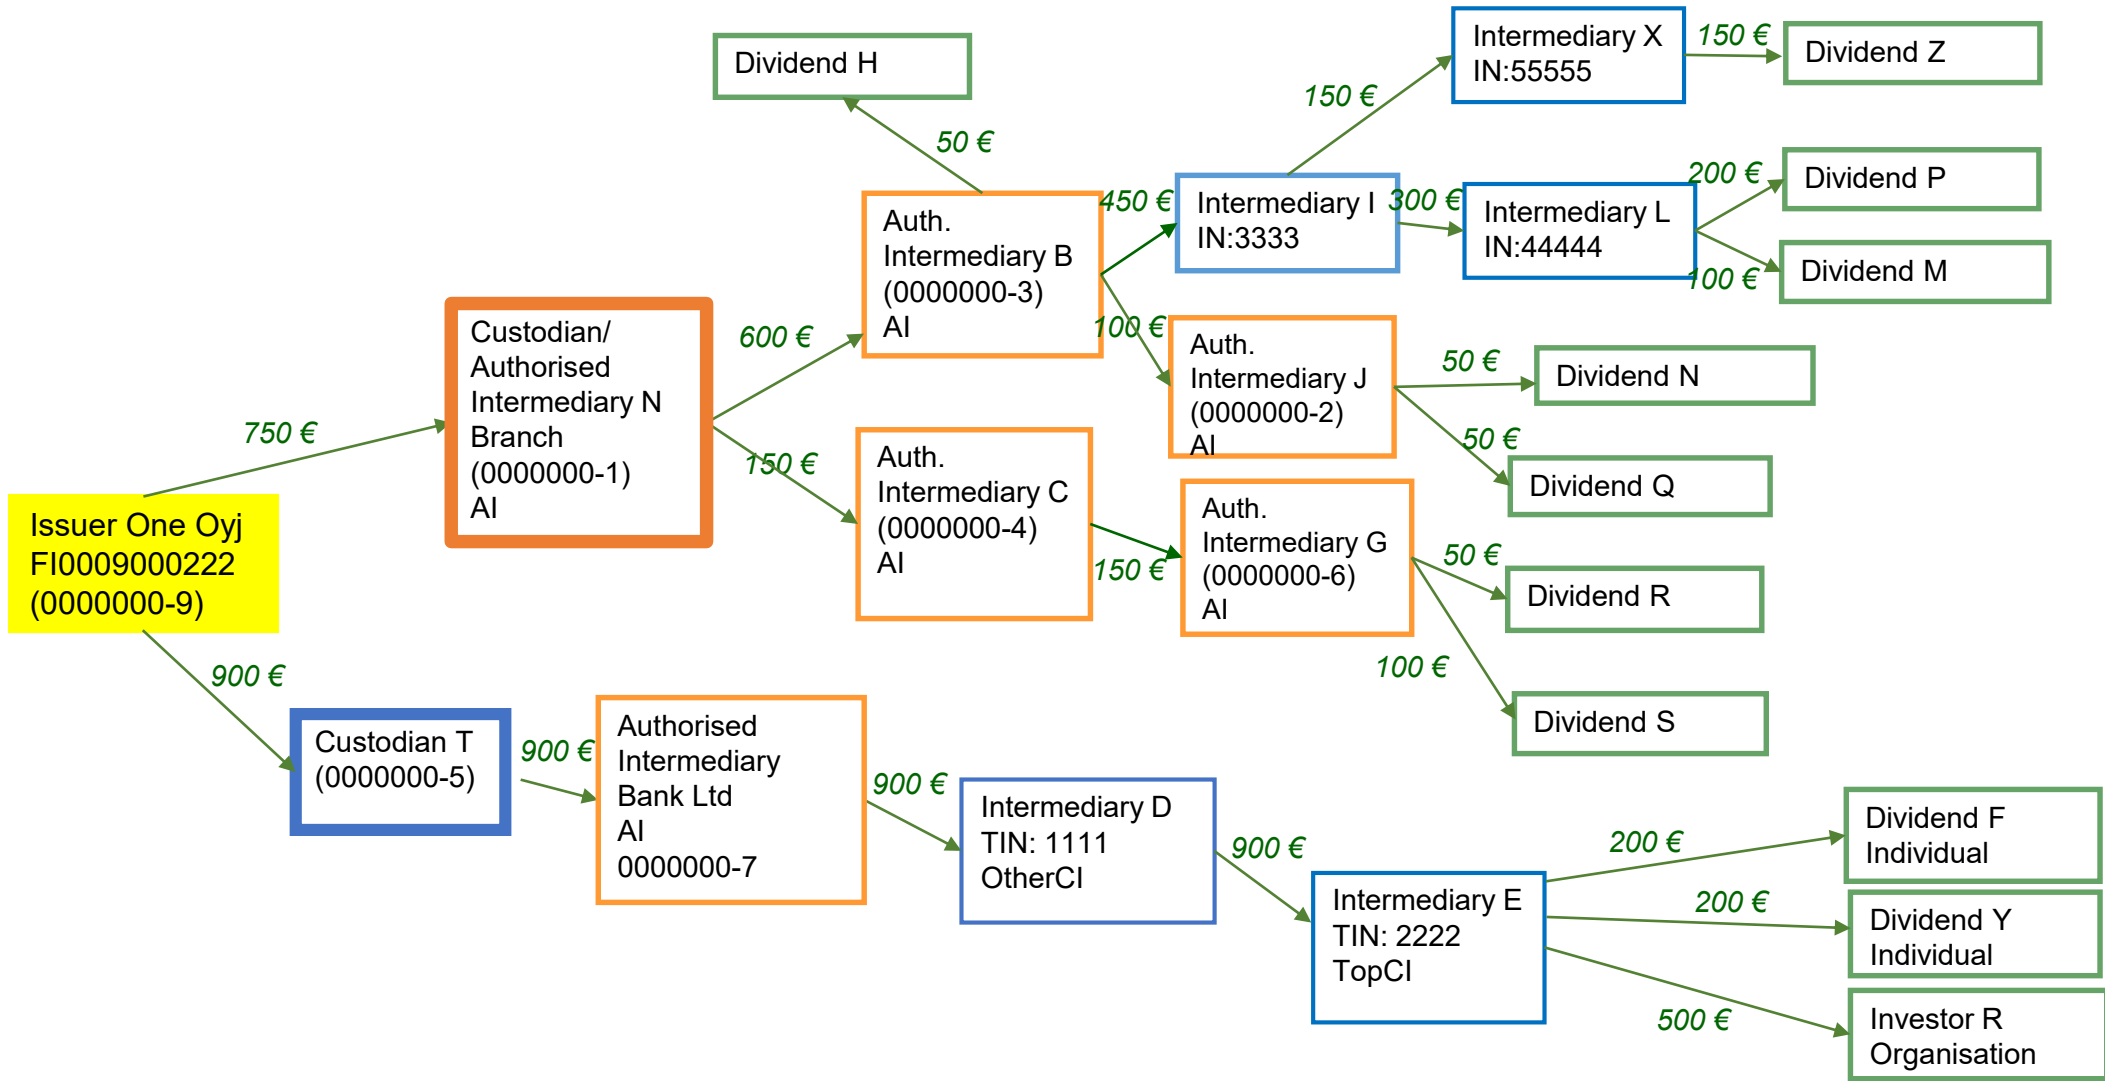 Dividend H
50 €
Intermediary X
IN:55555
150 €
Dividend Z
150 €
Auth.
Intermediary B
(0000000-3)
AI
450 €
Intermediary I
IN:3333
300 €
Intermediary L
IN:44444
200 €
Dividend P
100 €
Dividend M
100 €
Auth.
Intermediary J
(0000000-2)
AI
50 €
Dividend N
50 €
Dividend Q
Custodian/
Authorised
Intermediary N
Branch
(0000000-1)
AI
600 €
750 €
150 €
Auth.
Intermediary C
(0000000-4)
AI
150 €
Auth.
Intermediary G
(0000000-6)
AI
50 €
Dividend R
100 €
Dividend S
Issuer One Oyj
FI0009000222
(0000000-9)
900 €
Custodian T
(0000000-5)
900 €
Authorised
Intermediary
Bank Ltd
AI
0000000-7
900 €
Intermediary D
TIN: 1111
OtherCI
900 €
Intermediary E
TIN: 2222
TopCI
200 €
Dividend F
Individual
200 €
Dividend Y
Individual
500 €
Investor R
Organisation